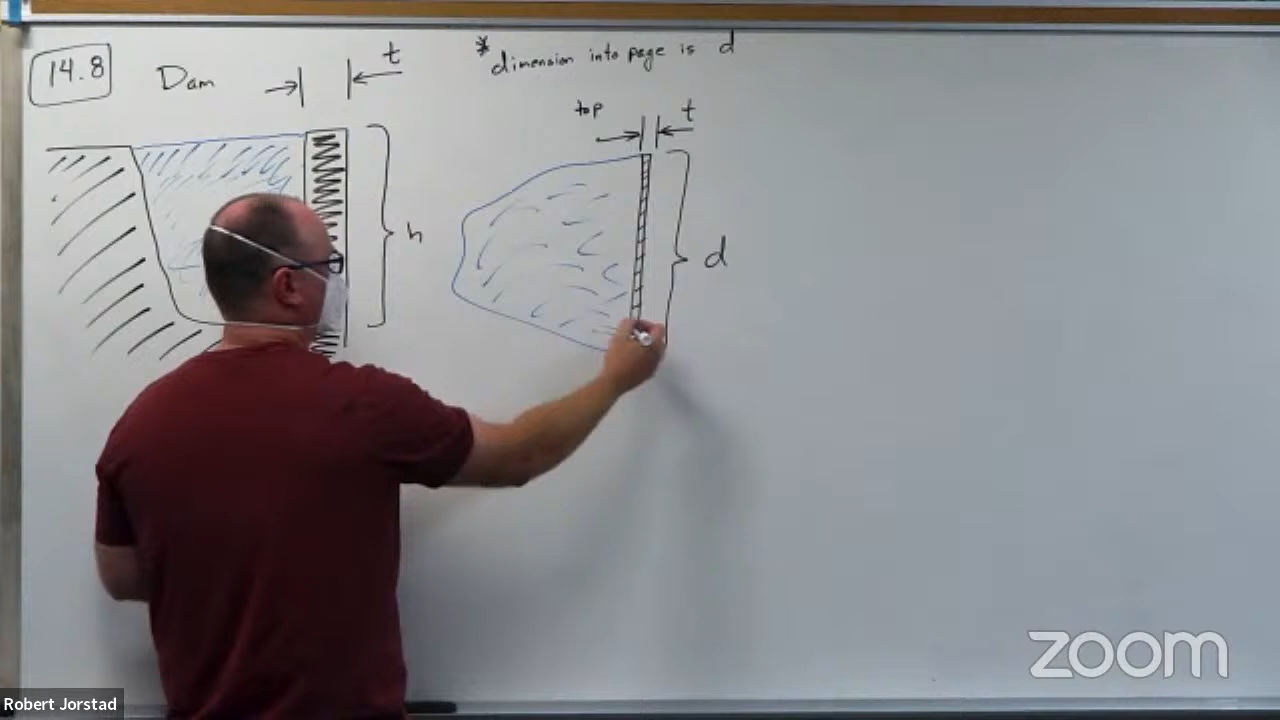 14.8
Dam
t
* dimension into page is d
top
t
h
d
zoom
Robert Jorstad